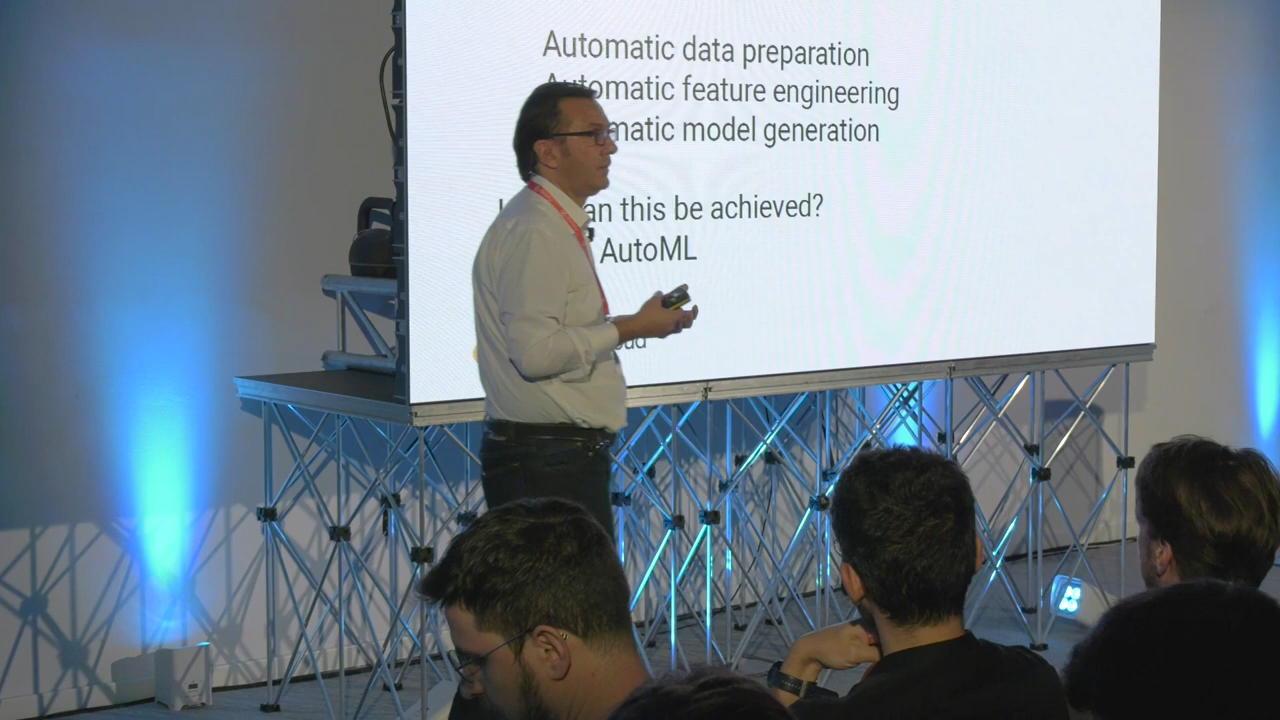 Automatic data preparation
Automatic feature engineering
matic model generation
an this be achieved?
AutoML